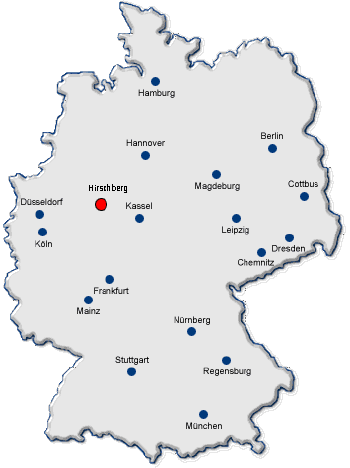 Hamburg
Berlin
Hannover
Magdeburg
Cottbus
Hirschberg
Düsseldorf
Kassel
Leipzig
Köln
Dresden
Chemnitz
Frankfurt
Mainz
Nürnberg
Stuttgart
Regensburg
München